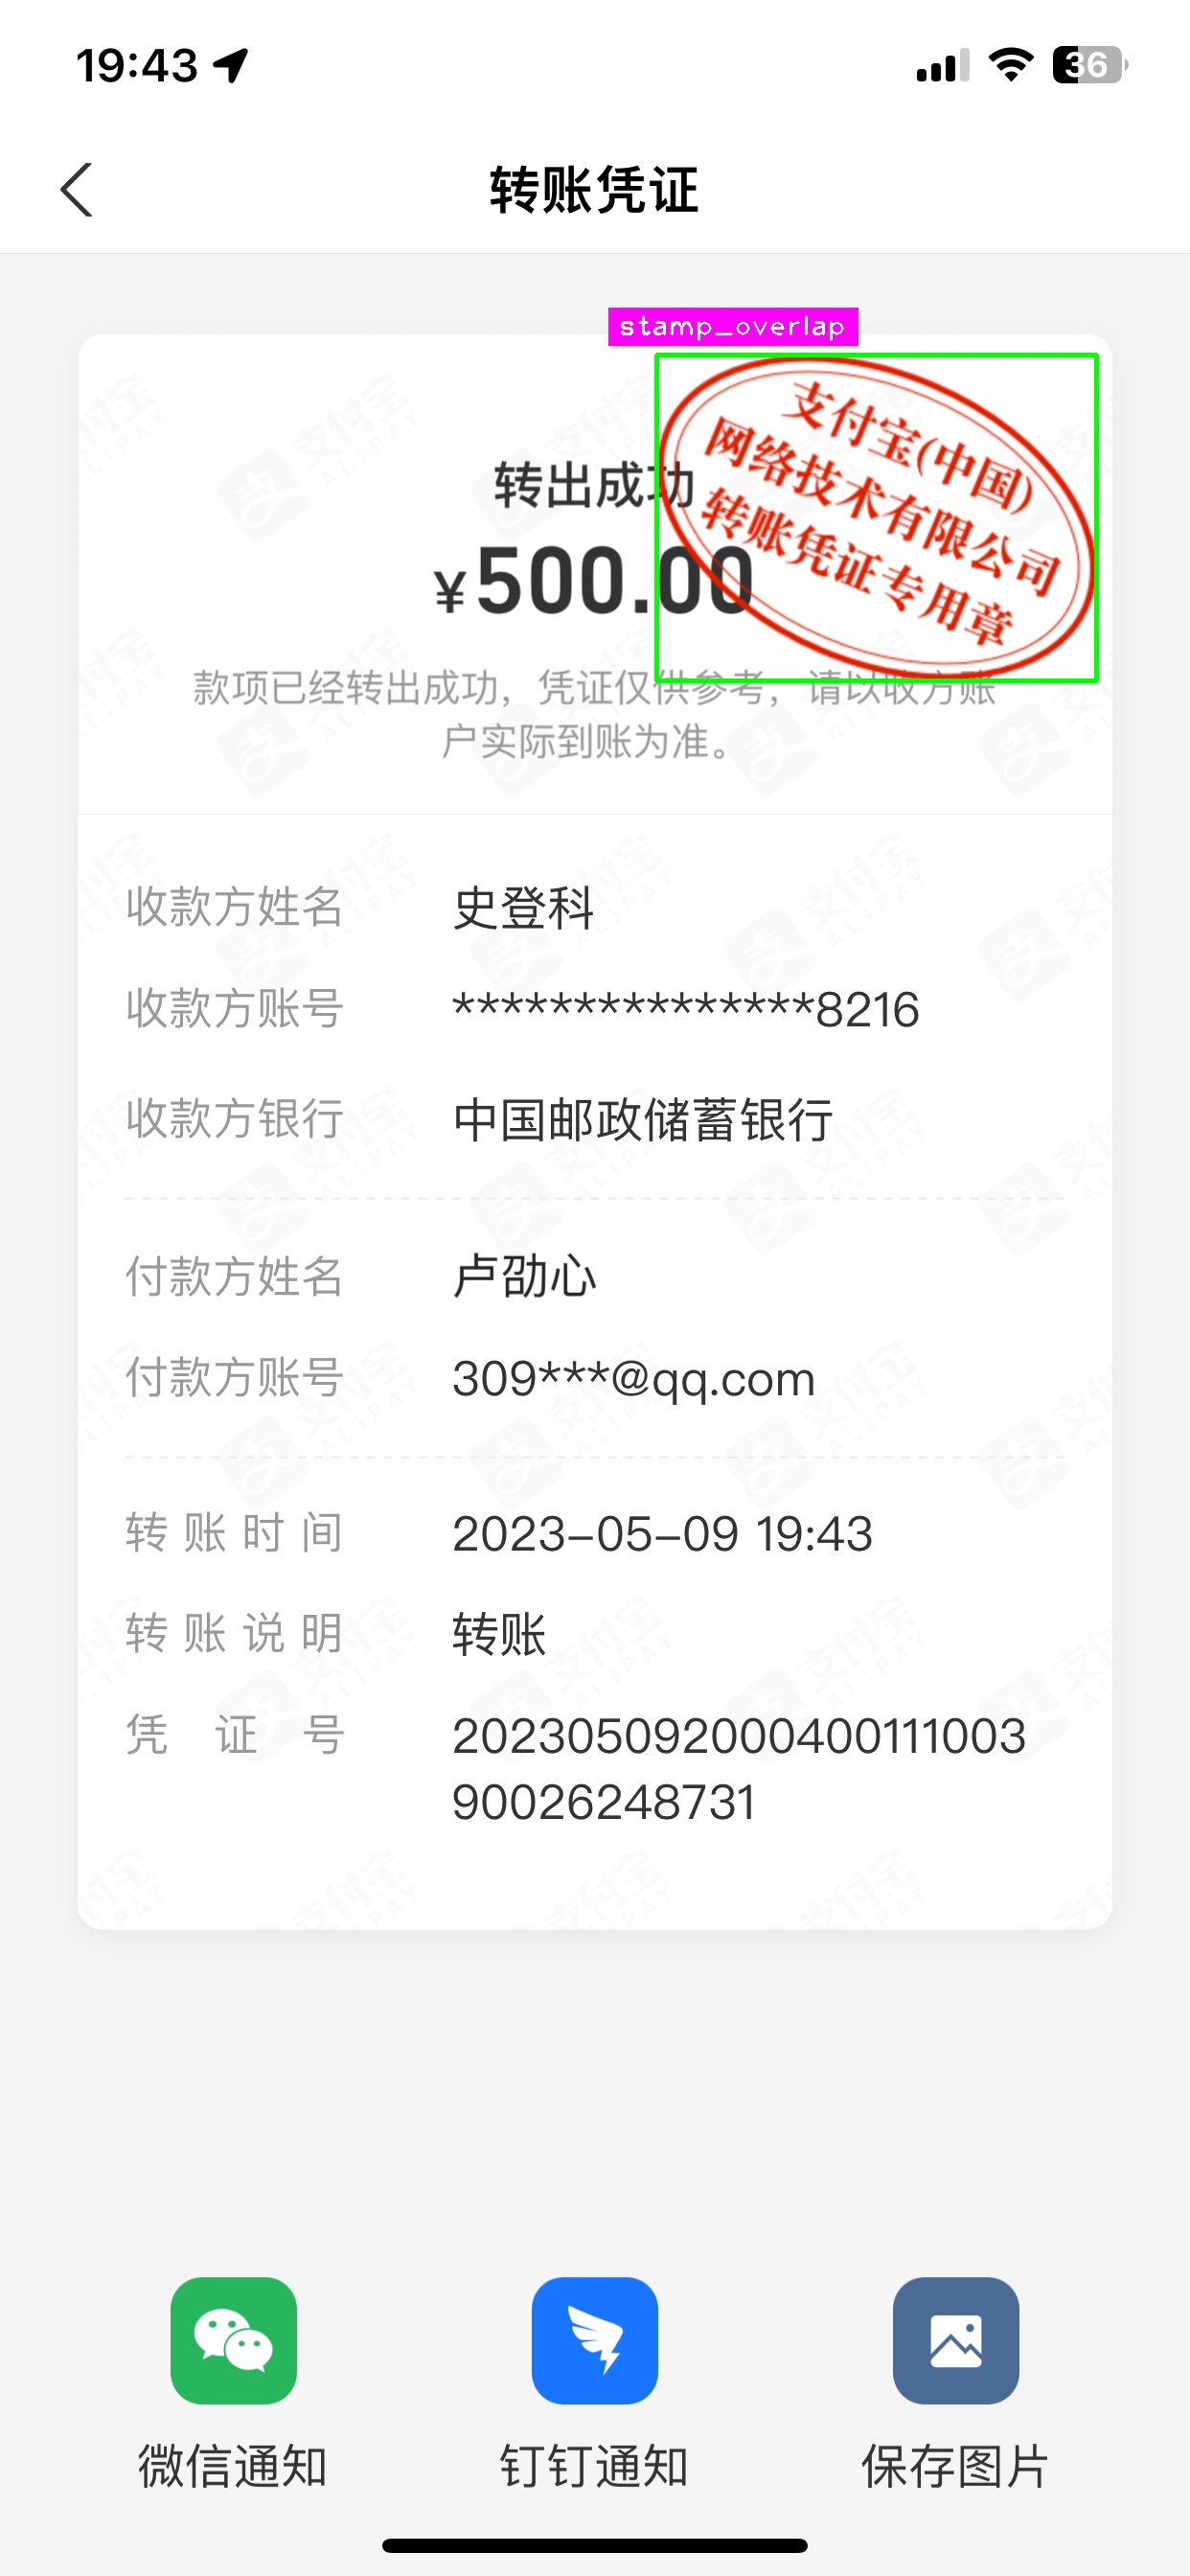 19:43
36
转账凭证
stamp_overlap
支付宝(中国)
网络技术有限公司
转账凭证专用章
转出成功
¥500.00
款项已经转出成功，凭证仅供参考，请以收方账
户实际到账为准。
收款方姓名 史登科
收款方账号 ***************8216
收款方银行 中国邮政储蓄银行
付款方姓名 卢劭心
付款方账号 309***@qq.com
转账时间 2023-05-09 19:43
转账说明 转账
凭证号 202305092000400111003
90026248731
支付宝
ALIPAY
微信通知 钉钉通知 保存图片